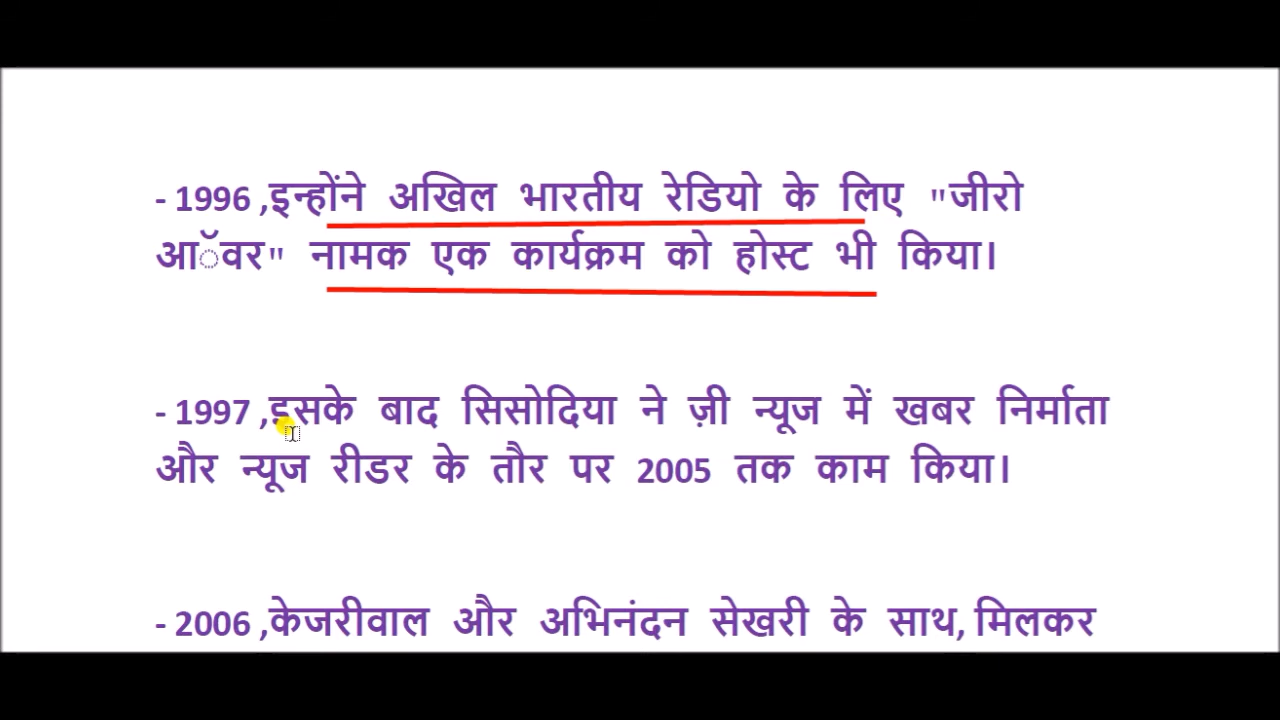 - 1996 ,इन्होंने अखिल भारतीय रेडियो के लिए "जीरो
आॅवर" नामक एक कार्यक्रम को होस्ट भी किया।
- 1997 ,इसके बाद सिसोदिया ने ज़ी न्यूज में खबर निर्माता
और न्यूज रीडर के तौर पर 2005 तक काम किया।
- 2006 ,केजरीवाल और अभिनंदन सेखरी के साथ, मिलकर